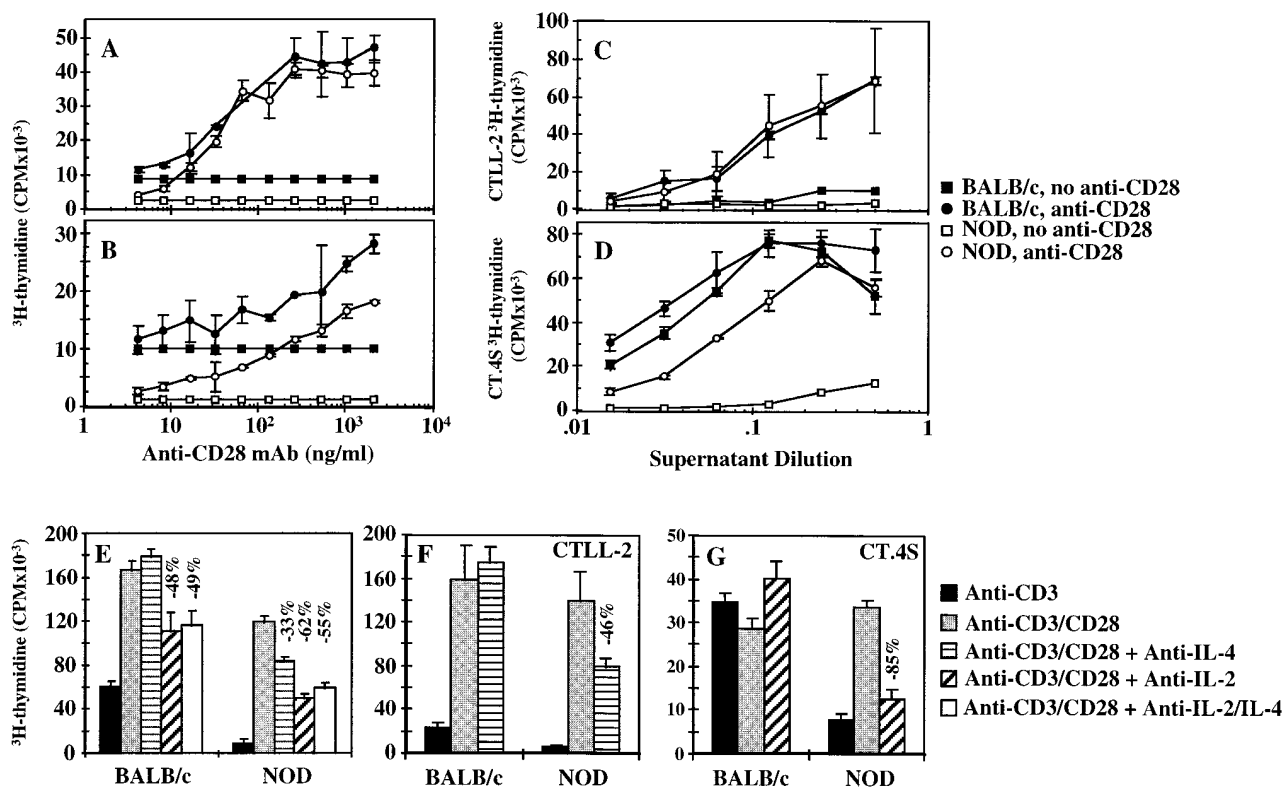 A
50
40
30
20
10
0
³H-thymidine (CPMx10⁻³)
B
30
20
10
0
1
10
10²
10³
10⁴
Anti-CD28 mAb (ng/ml)
C
100
80
60
40
20
0
CTLL-2 ³H-thymidine
(CPMx10⁻³)
D
80
60
40
20
0
CT.4S ³H-thymidine
(CPMx10⁻³)
.01
.1
1
Supernatant Dilution
BALB/c, no anti-CD28
BALB/c, anti-CD28
NOD, no anti-CD28
NOD, anti-CD28
E
200
160
120
80
40
0
³H-thymidine (CPMx10⁻³)
-48%
-49%
-33%
-62%
-55%
BALB/c
NOD
F
CTLL-2
200
160
120
80
40
0
-46%
BALB/c
NOD
G
CT.4S
50
40
30
20
10
0
-85%
BALB/c
NOD
Anti-CD3
Anti-CD3/CD28
Anti-CD3/CD28 + Anti-IL-4
Anti-CD3/CD28 + Anti-IL-2
Anti-CD3/CD28 + Anti-IL-2/IL-4